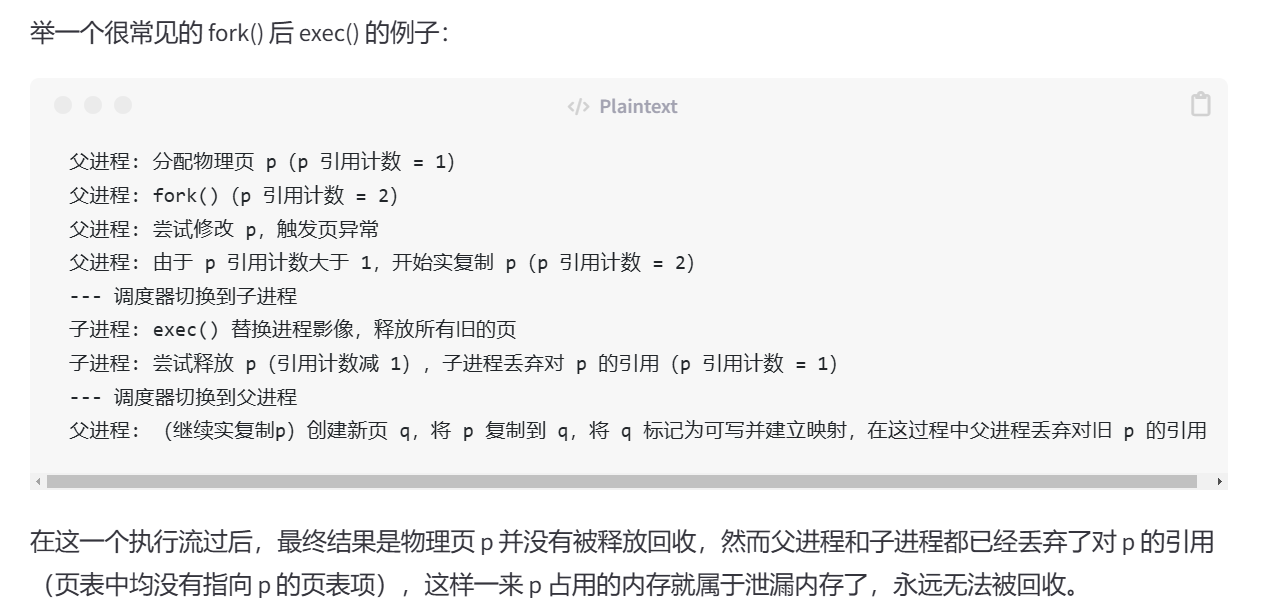 举一个很常见的 fork() 后 exec() 的例子：
</> Plaintext
父进程: 分配物理页 p（p 引用计数 = 1）
父进程: fork()（p 引用计数 = 2）
父进程: 尝试修改 p，触发页异常
父进程: 由于 p 引用计数大于 1，开始实复制 p（p 引用计数 = 2）
--- 调度器切换到子进程
子进程: exec() 替换进程影像，释放所有旧的页
子进程: 尝试释放 p（引用计数减 1），子进程丢弃对 p 的引用（p 引用计数 = 1）
--- 调度器切换到父进程
父进程: （继续实复制p）创建新页 q，将 p 复制到 q，将 q 标记为可写并建立映射，在这过程中父进程丢弃对旧 p 的引用
在这一个执行流过后，最终结果是物理页 p 并没有被释放回收，然而父进程和子进程都已经丢弃了对 p 的引用
（页表中均没有指向 p 的页表项），这样一来 p 占用的内存就属于泄漏内存了，永远无法被回收。